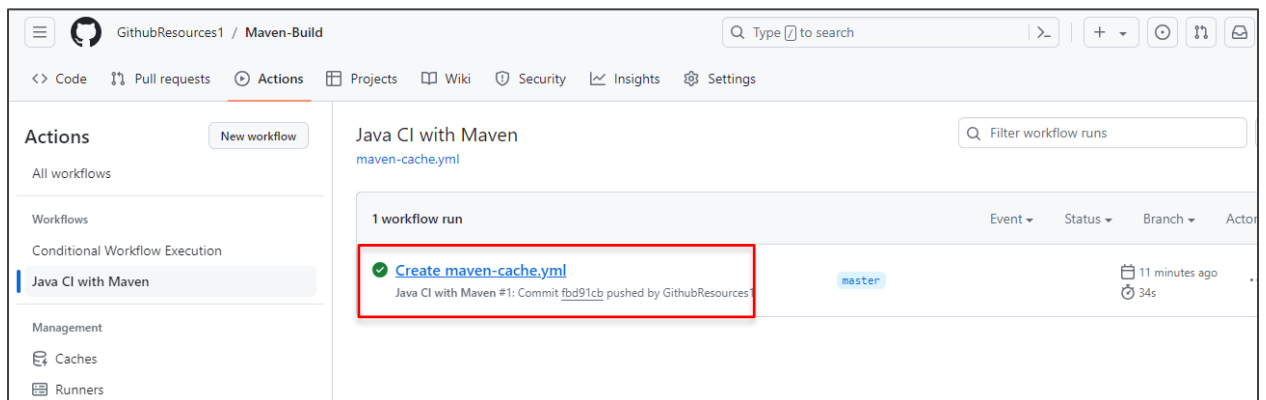 GithubResources1 / Maven-Build
Type / to search
Code Pull requests Actions Projects Wiki Security Insights Settings
Actions
New workflow
All workflows
Workflows
Conditional Workflow Execution
Java CI with Maven
Management
Caches
Runners
Java CI with Maven
maven-cache.yml
Filter workflow runs
1 workflow run
Event Status Branch Actor
Create maven-cache.yml
Java CI with Maven #1: Commit fbd91cb pushed by GithubResources1
master
11 minutes ago
34s